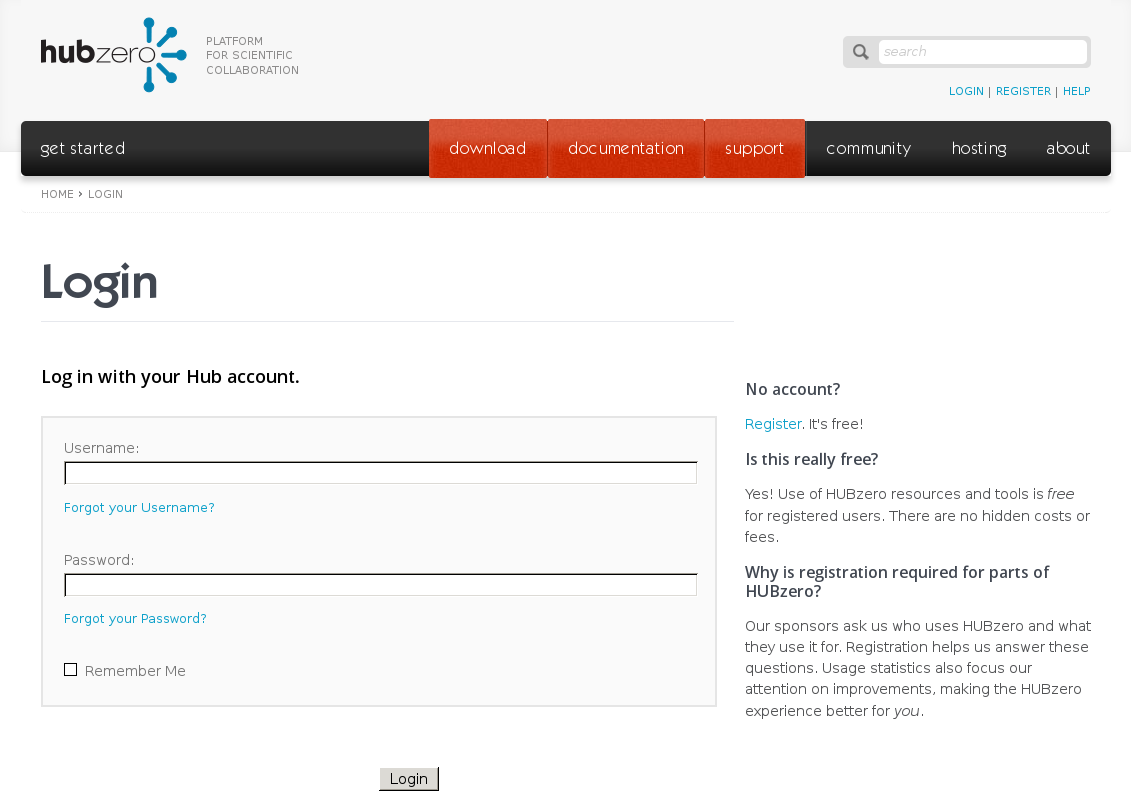 hubzero
PLATFORM
FOR SCIENTIFIC
COLLABORATION
search
LOGIN | REGISTER | HELP
get started download documentation support community hosting about
HOME › LOGIN
Login
Log in with your Hub account.
Username:
Forgot your Username?
Password:
Forgot your Password?
Remember Me
Login
No account?
Register. It's free!
Is this really free?
Yes! Use of HUBzero resources and tools is free
for registered users. There are no hidden costs or
fees.
Why is registration required for parts of
HUBzero?
Our sponsors ask us who uses HUBzero and what
they use it for. Registration helps us answer these
questions. Usage statistics also focus our
attention on improvements, making the HUBzero
experience better for you.